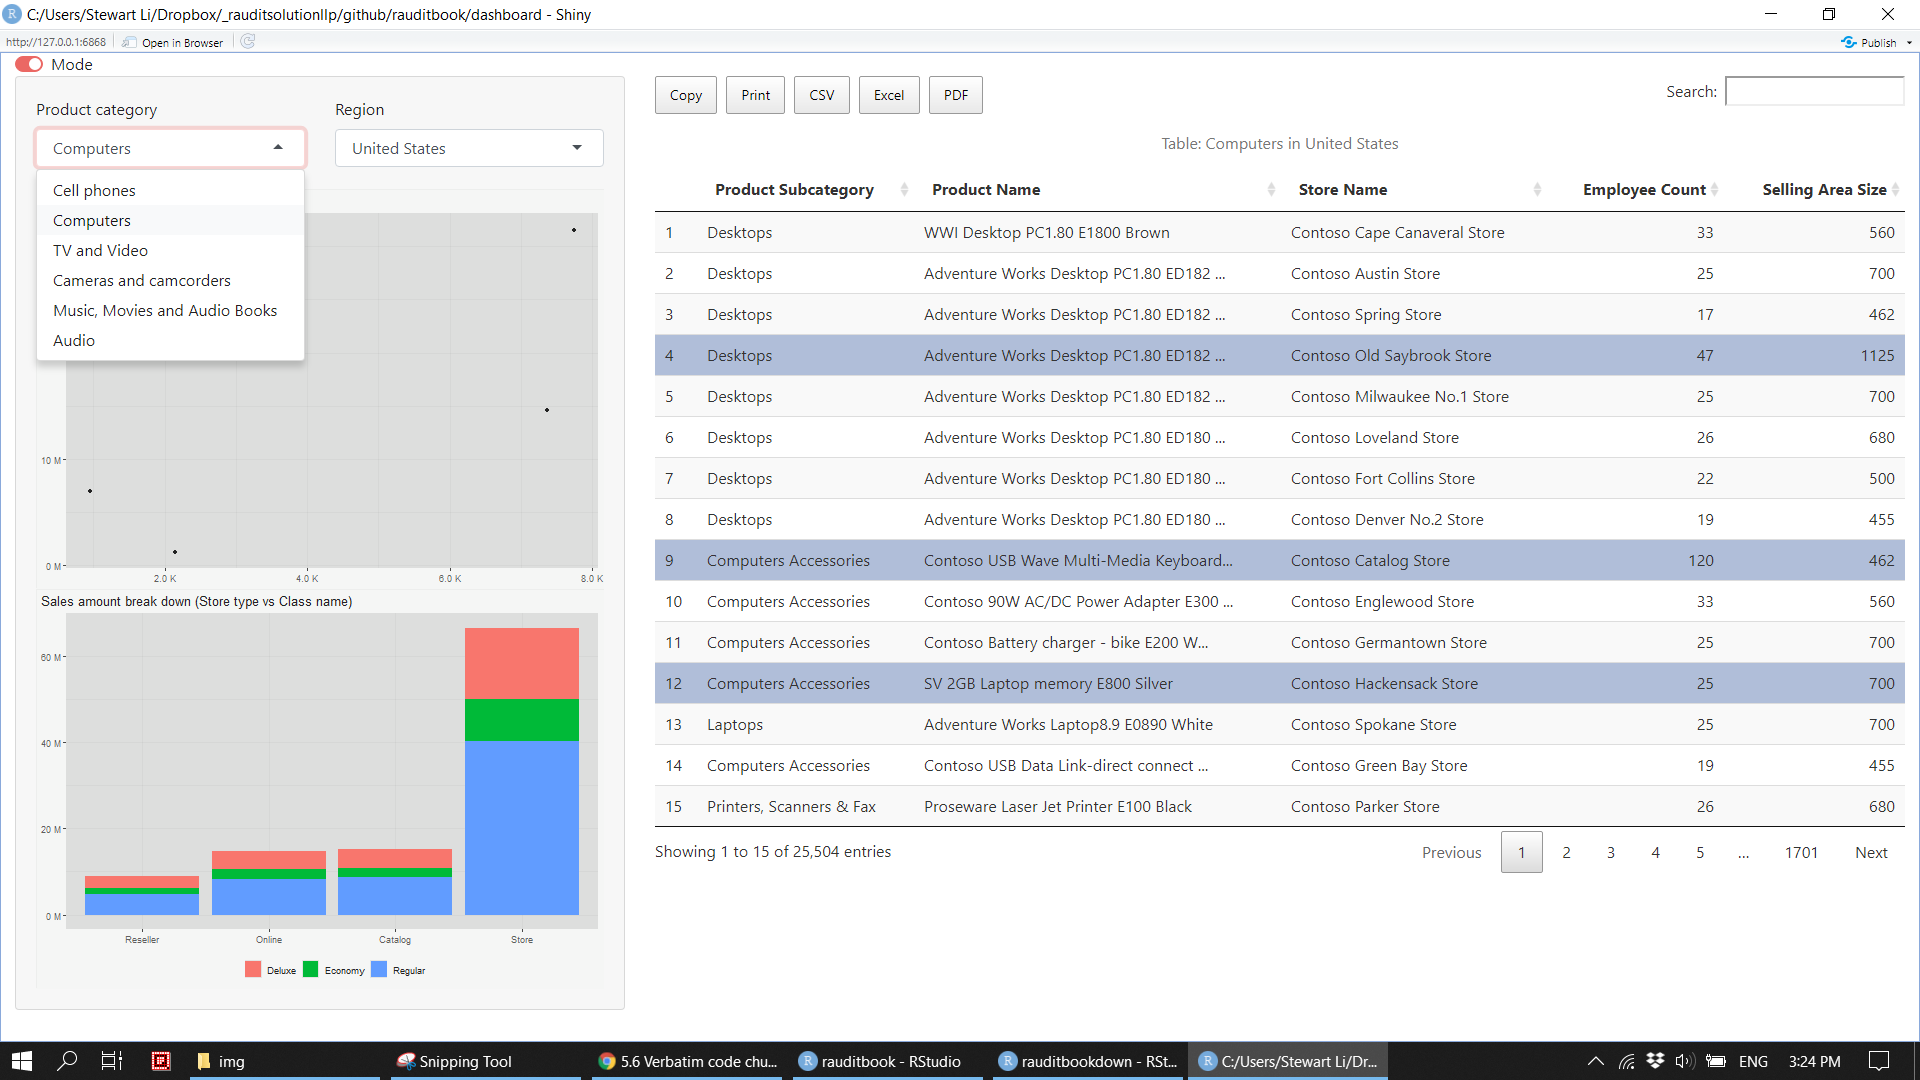 C:/Users/Stewart Li/Dropbox/_rauditsolutionllp/github/rauditbook/dashboard - Shiny
http://127.0.0.1:6868 Open in Browser Publish
Mode
Product category Region
Computers United States
Cell phones
Computers
TV and Video
Cameras and camcorders
Music, Movies and Audio Books
Audio
10 M
0 M
2.0 K 4.0 K 6.0 K 8.0 K
Sales amount break down (Store type vs Class name)
60 M
40 M
20 M
0 M
Reseller Online Catalog Store
Deluxe Economy Regular
Copy Print CSV Excel PDF Search:
Table: Computers in United States
Product Subcategory Product Name Store Name Employee Count Selling Area Size
1 Desktops WWI Desktop PC1.80 E1800 Brown Contoso Cape Canaveral Store 33 560
2 Desktops Adventure Works Desktop PC1.80 ED182 ... Contoso Austin Store 25 700
3 Desktops Adventure Works Desktop PC1.80 ED182 ... Contoso Spring Store 17 462
4 Desktops Adventure Works Desktop PC1.80 ED182 ... Contoso Old Saybrook Store 47 1125
5 Desktops Adventure Works Desktop PC1.80 ED182 ... Contoso Milwaukee No.1 Store 25 700
6 Desktops Adventure Works Desktop PC1.80 ED180 ... Contoso Loveland Store 26 680
7 Desktops Adventure Works Desktop PC1.80 ED180 ... Contoso Fort Collins Store 22 500
8 Desktops Adventure Works Desktop PC1.80 ED180 ... Contoso Denver No.2 Store 19 455
9 Computers Accessories Contoso USB Wave Multi-Media Keyboard... Contoso Catalog Store 120 462
10 Computers Accessories Contoso 90W AC/DC Power Adapter E300 ... Contoso Englewood Store 33 560
11 Computers Accessories Contoso Battery charger - bike E200 W... Contoso Germantown Store 25 700
12 Computers Accessories SV 2GB Laptop memory E800 Silver Contoso Hackensack Store 25 700
13 Laptops Adventure Works Laptop8.9 E0890 White Contoso Spokane Store 25 700
14 Computers Accessories Contoso USB Data Link-direct connect ... Contoso Green Bay Store 19 455
15 Printers, Scanners & Fax Proseware Laser Jet Printer E100 Black Contoso Parker Store 26 680
Showing 1 to 15 of 25,504 entries Previous 1 2 3 4 5 ... 1701 Next
img Snipping Tool 5.6 Verbatim code chu... rauditbook - RStudio rauditbookdown - RSt... C:/Users/Stewart Li/Dr... ENG 3:24 PM